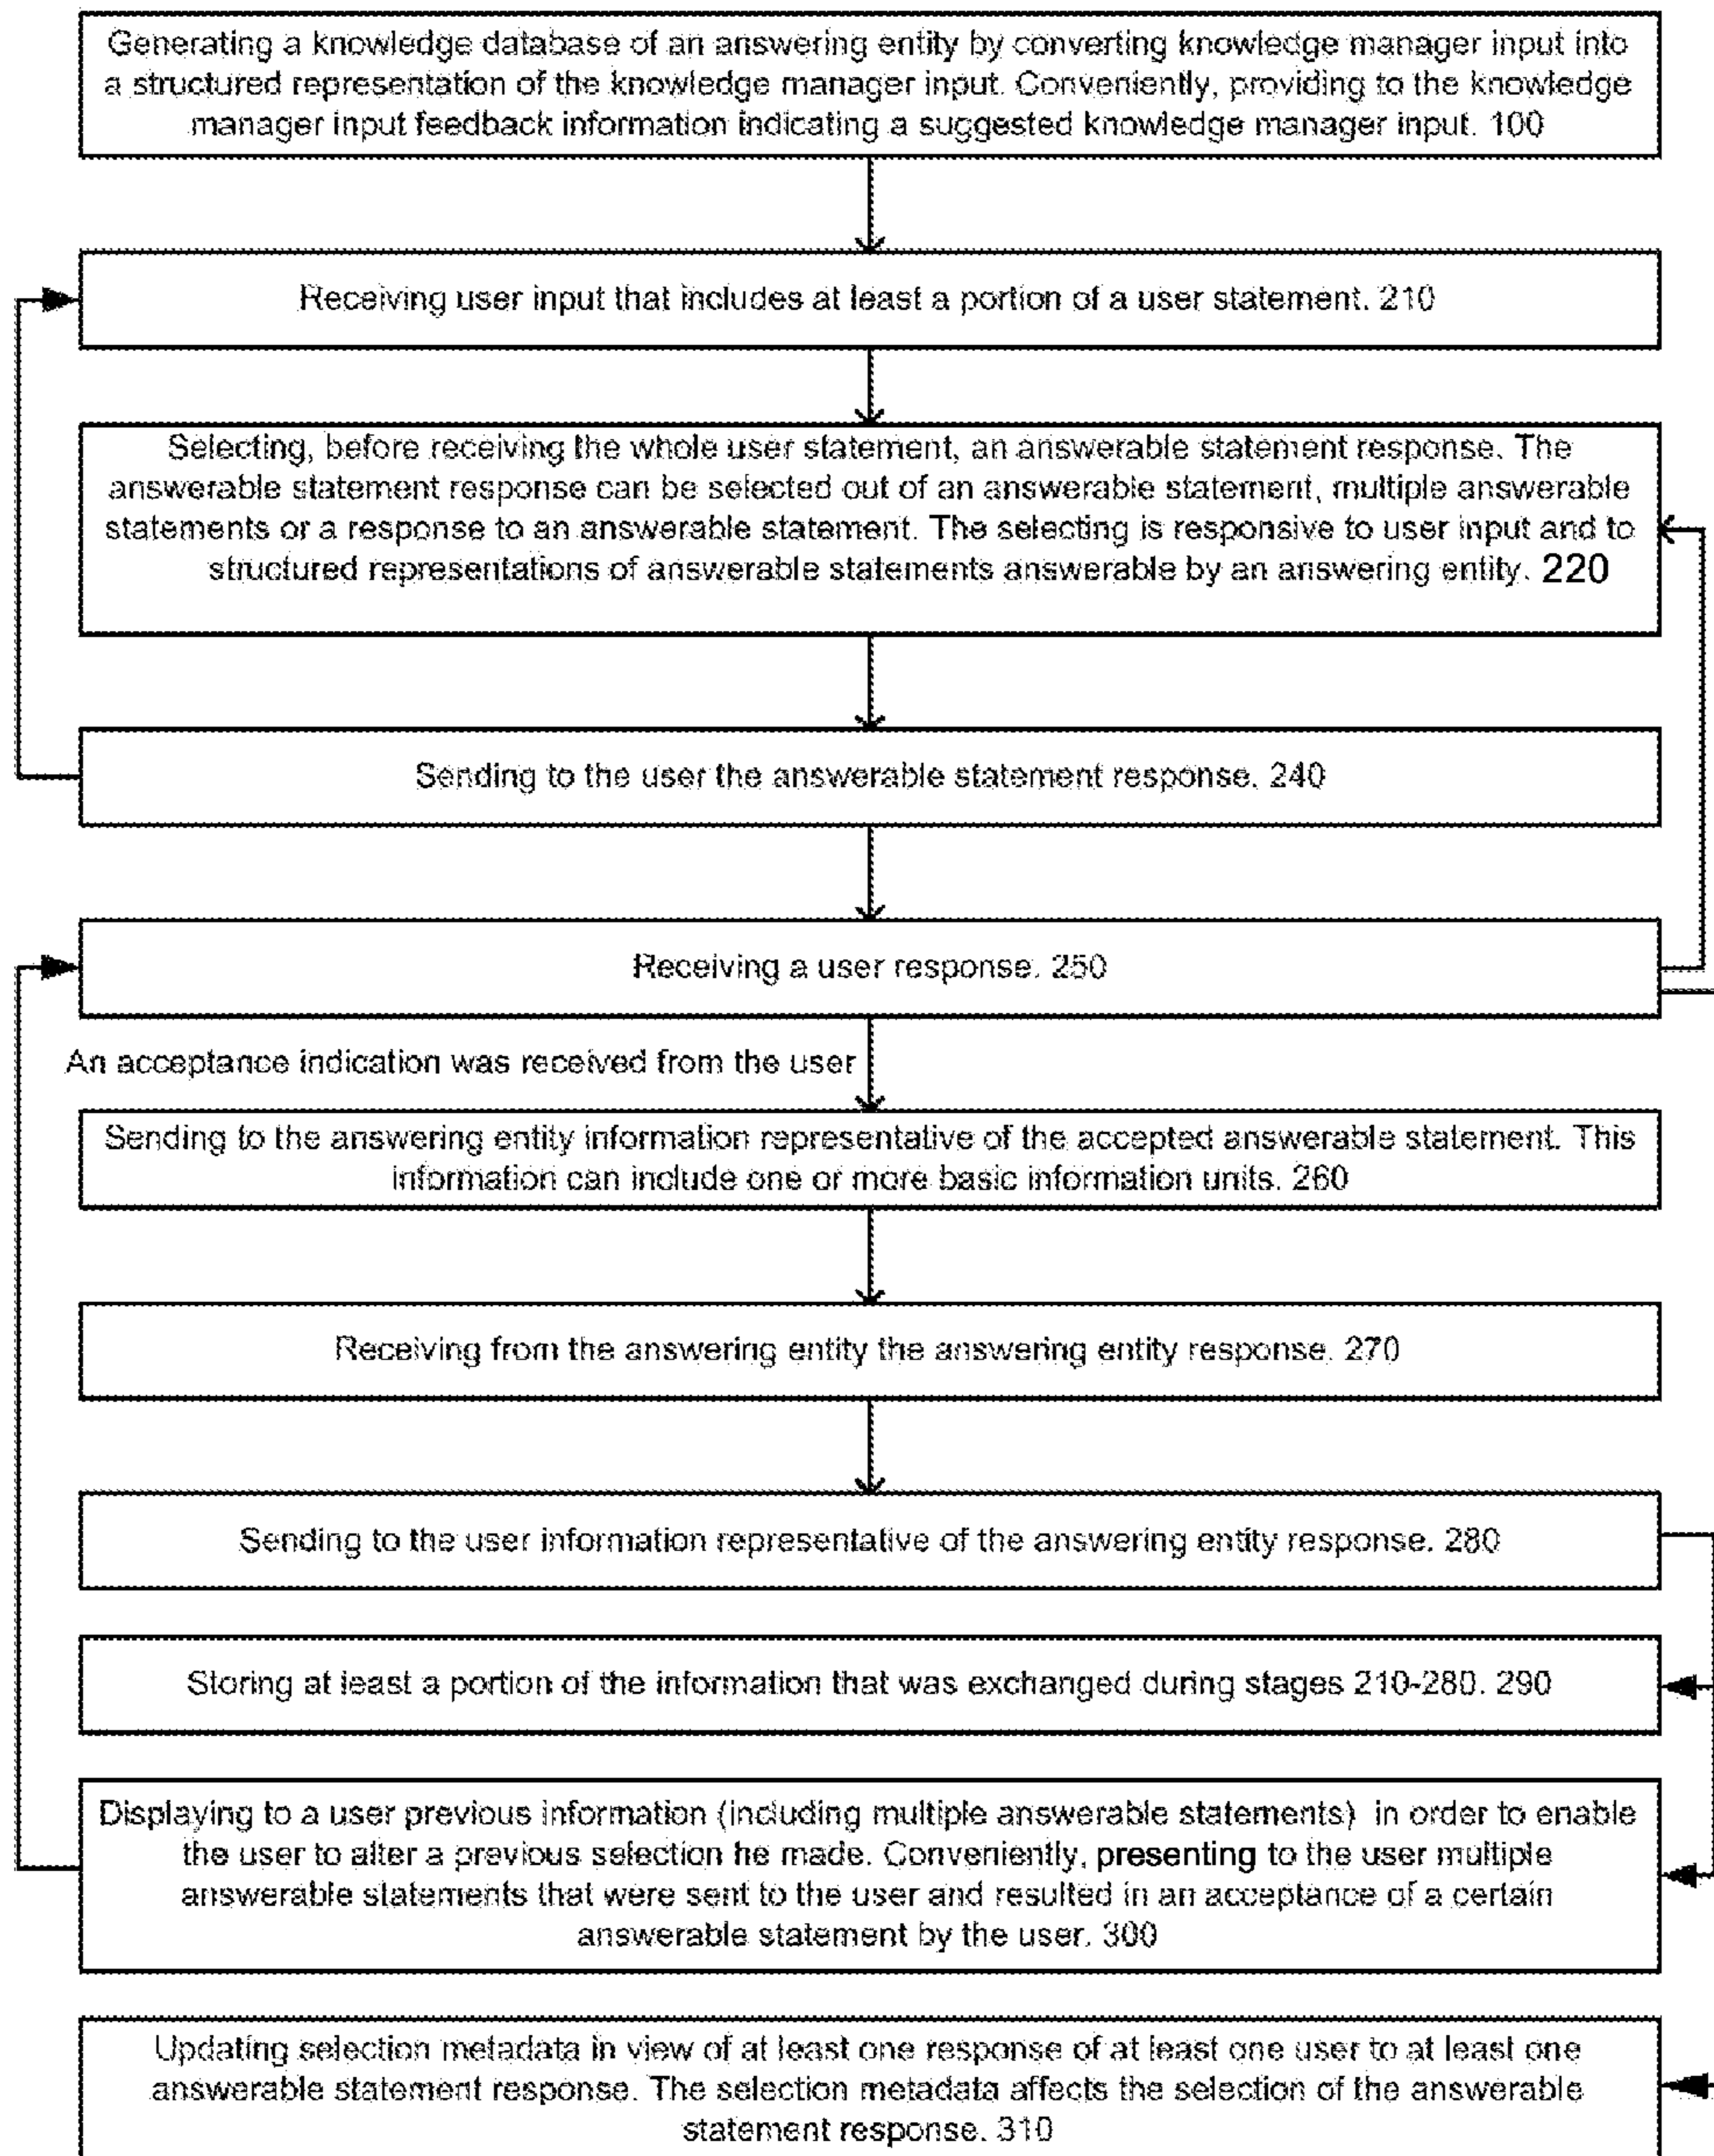 Generating a knowledge database of an answering entity by converting knowledge manager input into
a structured representation of the knowledge manager input. Conveniently, providing to the knowledge
manager input feedback information indicating a suggested knowledge manager input. 100
Receiving user input that includes at least a portion of a user statement. 210
Selecting, before receiving the whole user statement, an answerable statement response. The
answerable statement response can be selected out of an answerable statement, multiple answerable
statements or a response to an answerable statement. The selecting is responsive to user input and to
structured representations of answerable statements answerable by an answering entity. 220
Sending to the user the answerable statement response. 240
Receiving a user response. 250
An acceptance indication was received from the user
Sending to the answering entity information representative of the accepted answerable statement. This
information can include one or more basic information units. 260
Receiving from the answering entity the answering entity response. 270
Sending to the user information representative of the answering entity response. 280
Storing at least a portion of the information that was exchanged during stages 210-280. 290
Displaying to a user previous information (including multiple answerable statements) in order to enable
the user to alter a previous selection he made. Conveniently, presenting to the user multiple
answerable statements that were sent to the user and resulted in an acceptance of a certain
answerable statement by the user. 300
Updating selection metadata in view of at least one response of at least one user to at least one
answerable statement response. The selection metadata affects the selection of the answerable
statement response. 310